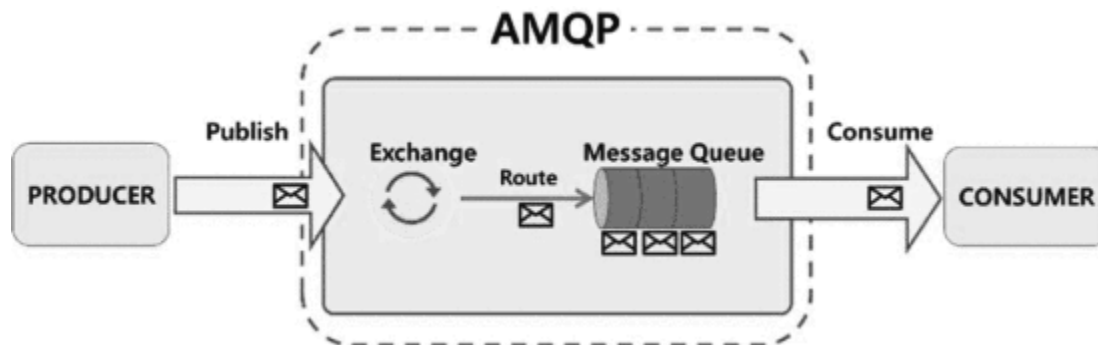 AMQP
Publish
Consume
Exchange
Message Queue
Route
PRODUCER
CONSUMER